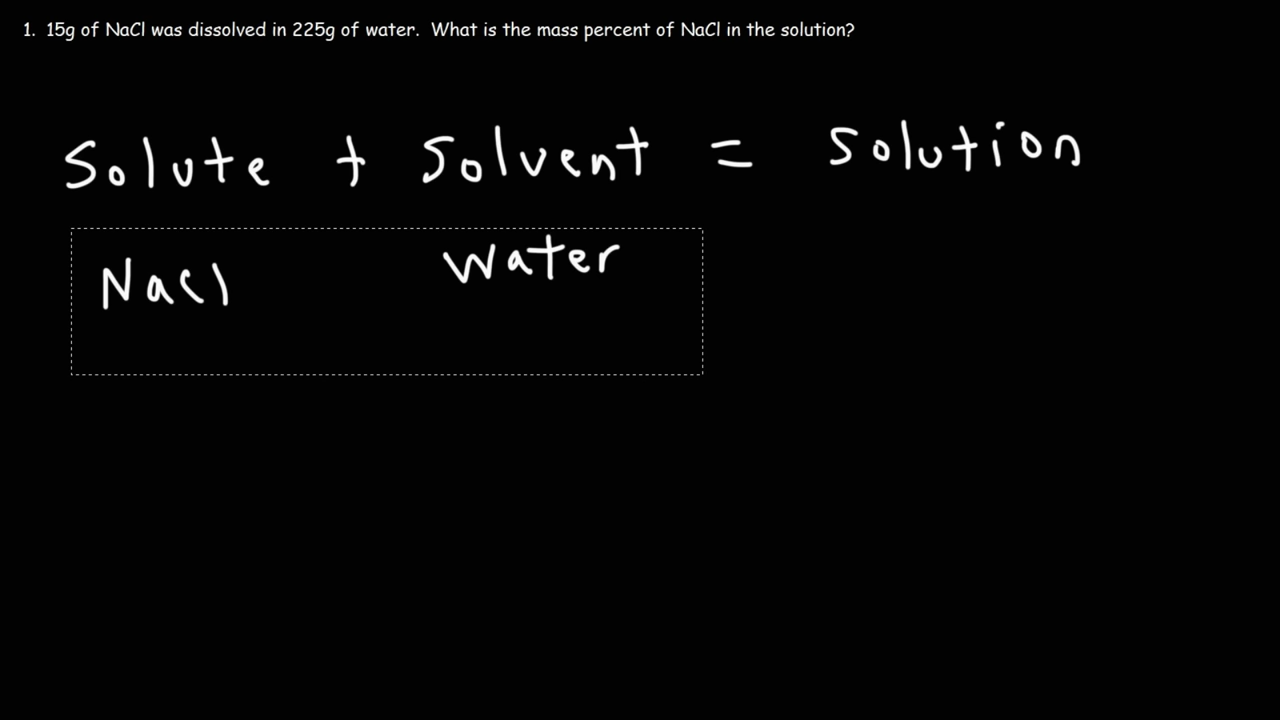 1. 15g of NaCl was dissolved in 225g of water. What is the mass percent of NaCl in the solution?
Solute + Solvent = Solution
NaCl Water